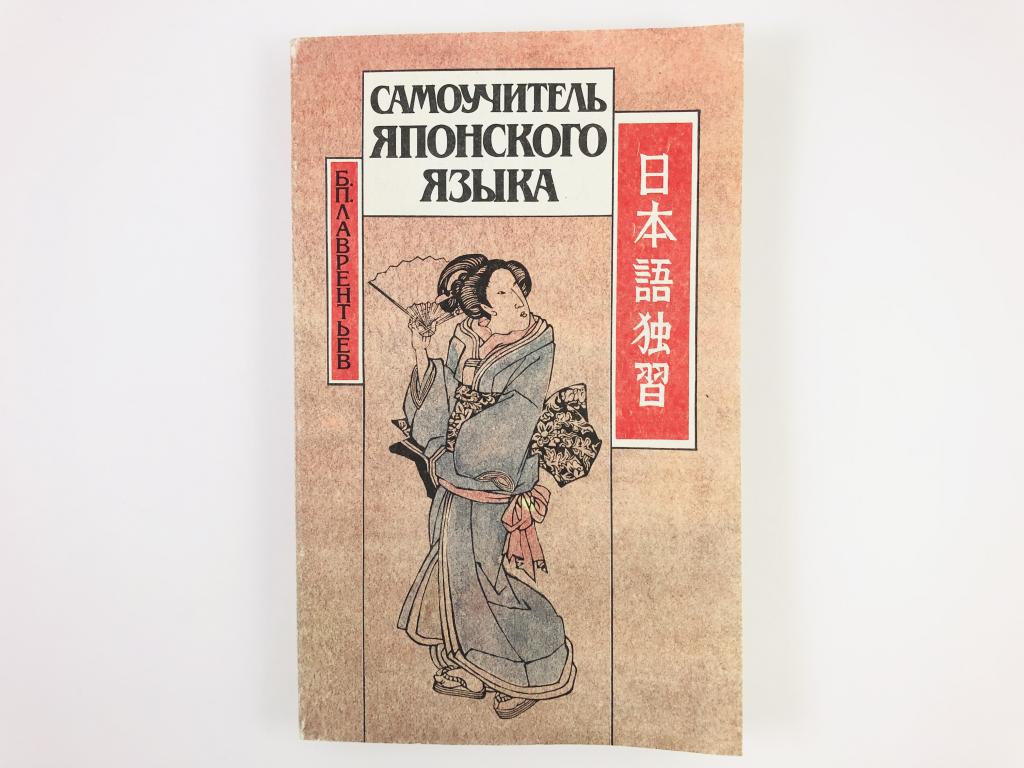 САМОУЧИТЕЛЬ
ЯПОНСКОГО
ЯЗЫКА
Б.П.ЛАВРЕНТЬЕВ
日本語独習